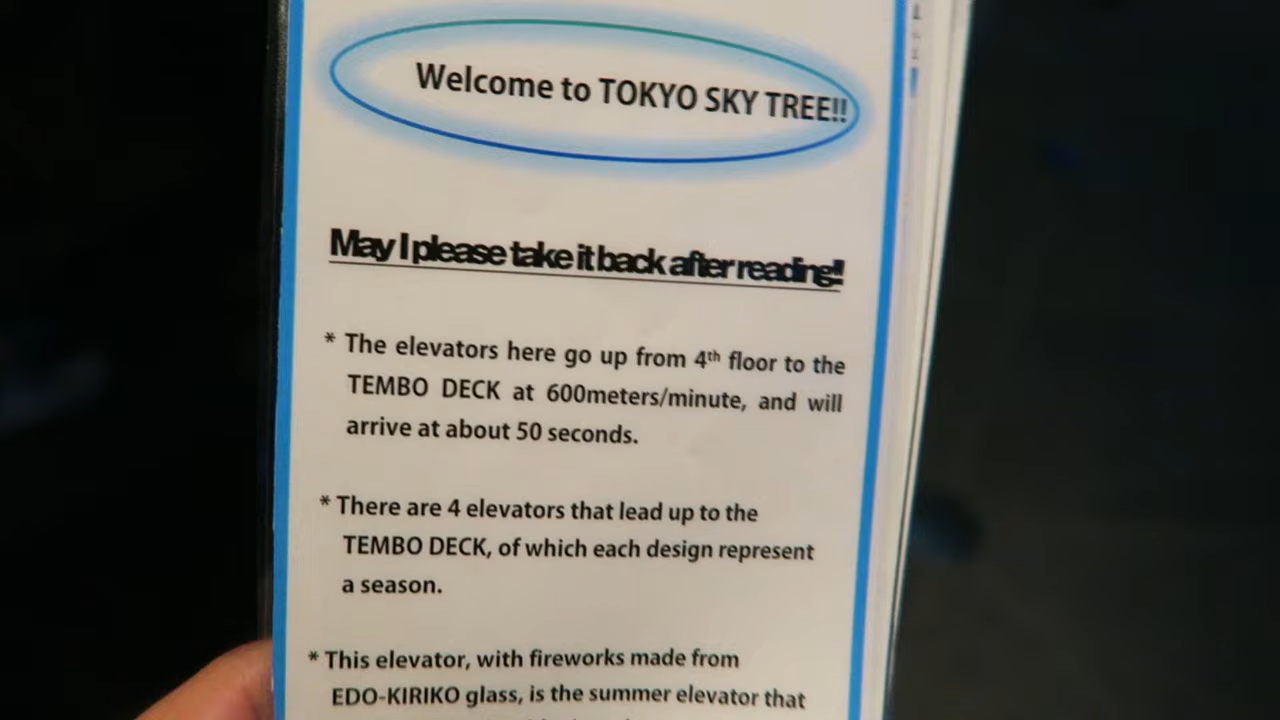 Welcome to TOKYO SKY TREE!!
May I please take it back after reading!!
* The elevators here go up from 4th floor to the
TEMBO DECK at 600meters/minute, and will
arrive at about 50 seconds.
* There are 4 elevators that lead up to the
TEMBO DECK, of which each design represent
a season.
* This elevator, with fireworks made from
EDO-KIRIKO glass, is the summer elevator that